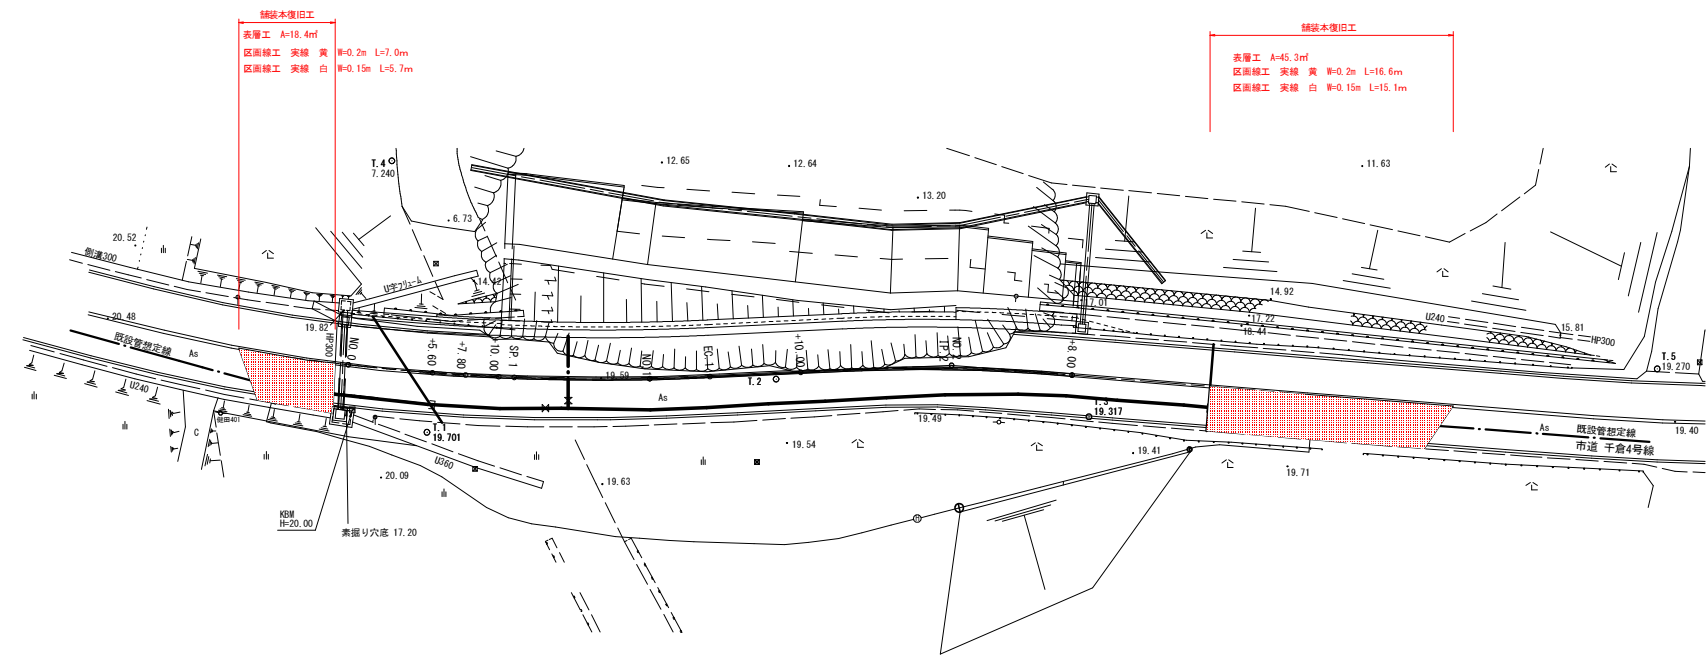 舗装本復旧工
表層工 A=18.4㎡
区画線工 実線 黄 W=0.2m L=7.0m
区画線工 実線 白 W=0.15m L=5.7m
舗装本復旧工
表層工 A=45.3㎡
区画線工 実線 黄 W=0.2m L=16.6m
区画線工 実線 白 W=0.15m L=15.1m
T.4
7.240
12.65
12.64
11.63
13.20
6.73
20.52
側溝300
U字フリューム
14.42
14.92
17.01
17.22
18.44
U240
15.81
HP300
T.5
19.270
20.48
19.82
HP300
NO.0
+5.60
+7.80
+10.00
SP.1
NO.1
EC.1
+10.00
+8.00
既設管想定線
As
19.59
T.2
As
U240
T.3
19.317
19.49
T.1
19.701
C
U360
19.54
19.41
19.71
As
既設管想定線
市道 千倉4号線
19.40
20.09
19.63
KBM
H=20.00
素掘り穴底 17.20